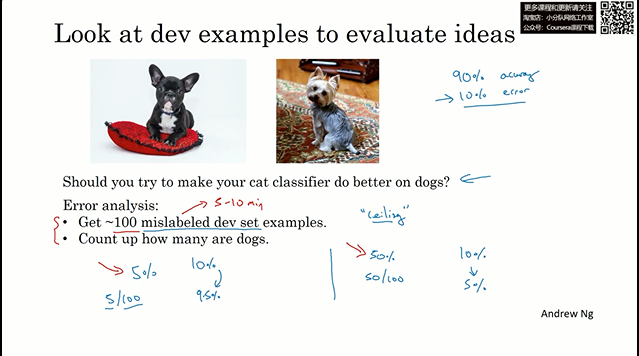 更多课程和更新请关注
淘宝店：小分队网络工作室
公众号：Coursera课程下载
Look at dev examples to evaluate ideas
90% accuracy
→ 10% error
Should you try to make your cat classifier do better on dogs?
Error analysis:
5-10 min
• Get ~100 mislabeled dev set examples.
• Count up how many are dogs.
"ceiling"
5% 10%
5/100 9.5%
50% 10%
50/100 5%
Andrew Ng